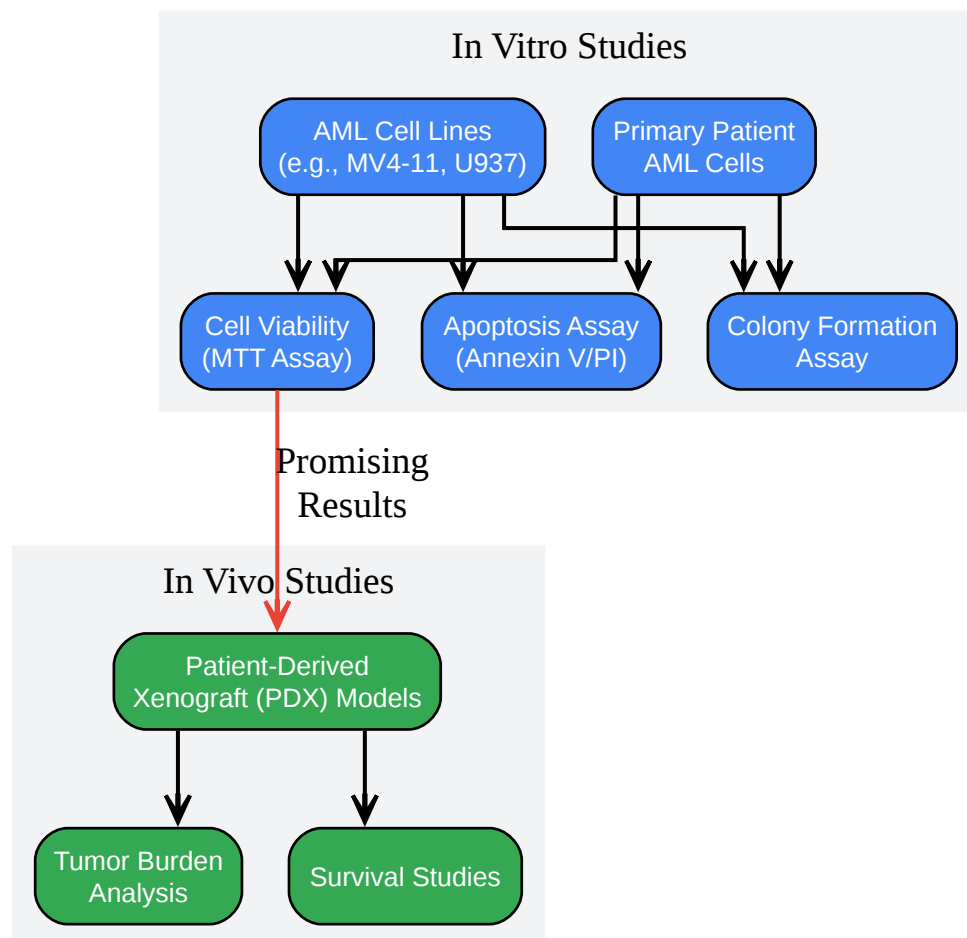 In Vitro Studies
AML Cell Lines
(e.g., MV4-11, U937)
Primary Patient
AML Cells
Cell Viability
(MTT Assay)
Apoptosis Assay
(Annexin V/PI)
Colony Formation
Assay
Promising
Results
In Vivo Studies
Patient-Derived
Xenograft (PDX) Models
Tumor Burden
Analysis
Survival Studies